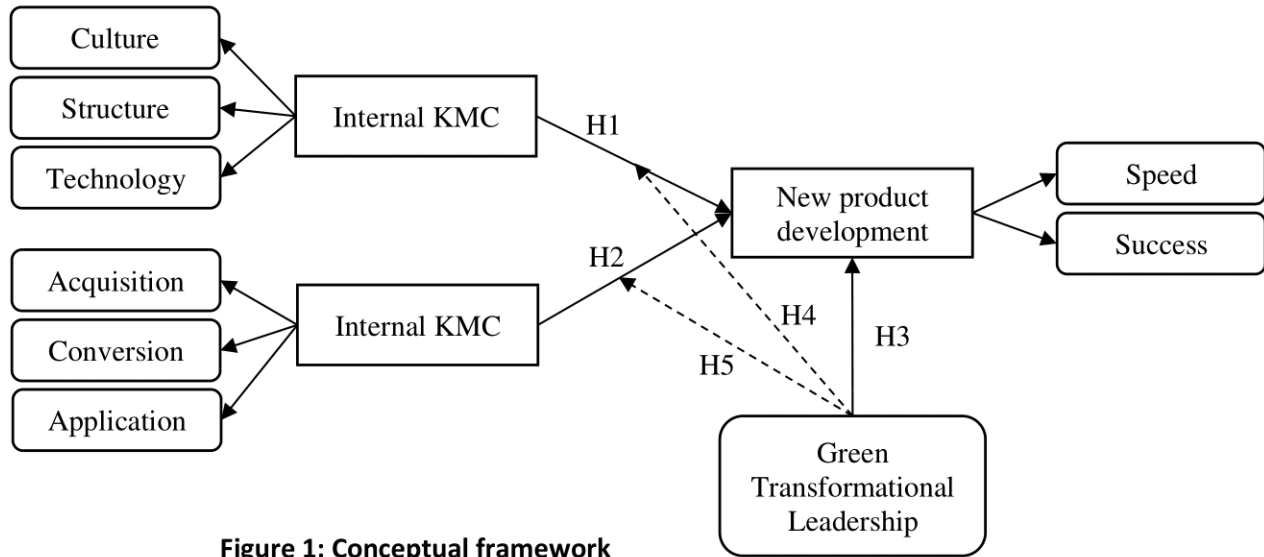 Culture
Structure
Technology
Internal KMC
H1
New product
development
Speed
Success
Acquisition
Conversion
Application
Internal KMC
H2
H4
H3
H5
Green
Transformational
Leadership
Figure 1: Conceptual framework